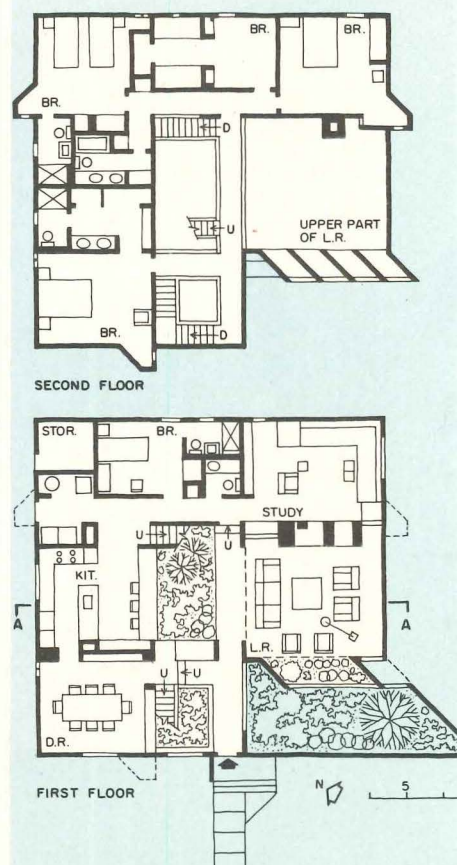 BR.
BR.
BR.
D
U
UPPER PART
OF L.R.
BR.
D
SECOND FLOOR
STOR.
BR.
STUDY
U
U
KIT.
A
A
L.R.
U
U
D.R.
FIRST FLOOR
N
5